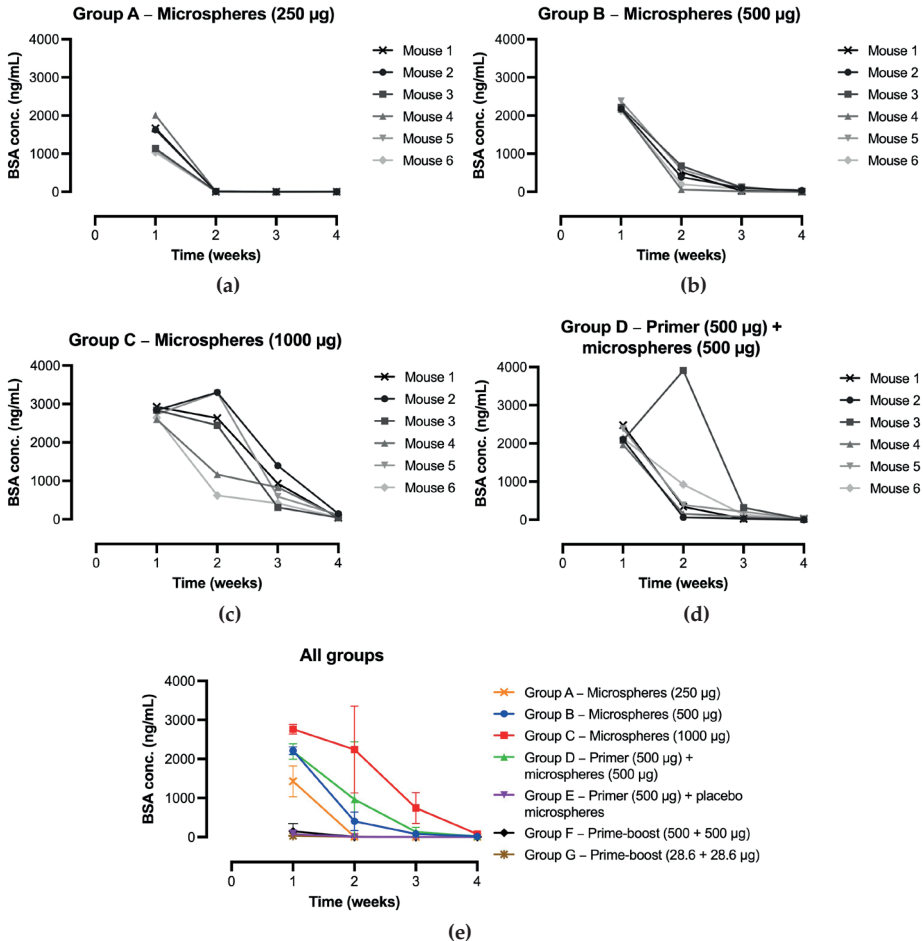 Group A – Microspheres (250 µg)
BSA conc. (ng/mL)
4000
3000
2000
1000
0
0 1 2 3 4
Time (weeks)
Mouse 1
Mouse 2
Mouse 3
Mouse 4
Mouse 5
Mouse 6
(a)
Group B – Microspheres (500 µg)
BSA conc. (ng/mL)
4000
3000
2000
1000
0
0 1 2 3 4
Time (weeks)
Mouse 1
Mouse 2
Mouse 3
Mouse 4
Mouse 5
Mouse 6
(b)
Group C – Microspheres (1000 µg)
BSA conc. (ng/mL)
4000
3000
2000
1000
0
0 1 2 3 4
Time (weeks)
Mouse 1
Mouse 2
Mouse 3
Mouse 4
Mouse 5
Mouse 6
(c)
Group D – Primer (500 µg) +
microspheres (500 µg)
BSA conc. (ng/mL)
4000
3000
2000
1000
0
0 1 2 3 4
Time (weeks)
Mouse 1
Mouse 2
Mouse 3
Mouse 4
Mouse 5
Mouse 6
(d)
All groups
BSA conc. (ng/mL)
4000
3000
2000
1000
0
0 1 2 3 4
Time (weeks)
Group A – Microspheres (250 µg)
Group B – Microspheres (500 µg)
Group C – Microspheres (1000 µg)
Group D – Primer (500 µg) +
microspheres (500 µg)
Group E – Primer (500 µg) + placebo
microspheres
Group F – Prime-boost (500 + 500 µg)
Group G – Prime-boost (28.6 + 28.6 µg)
(e)